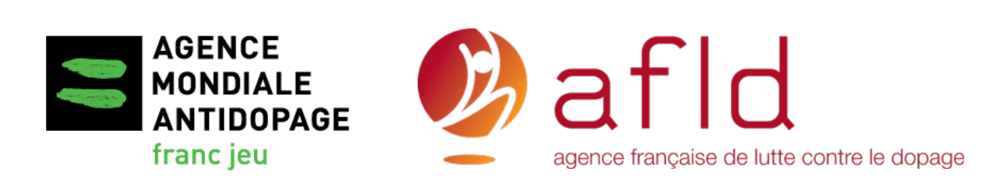 AGENCE
MONDIALE
ANTIDOPAGE
franc jeu
afld
agence française de lutte contre le dopage